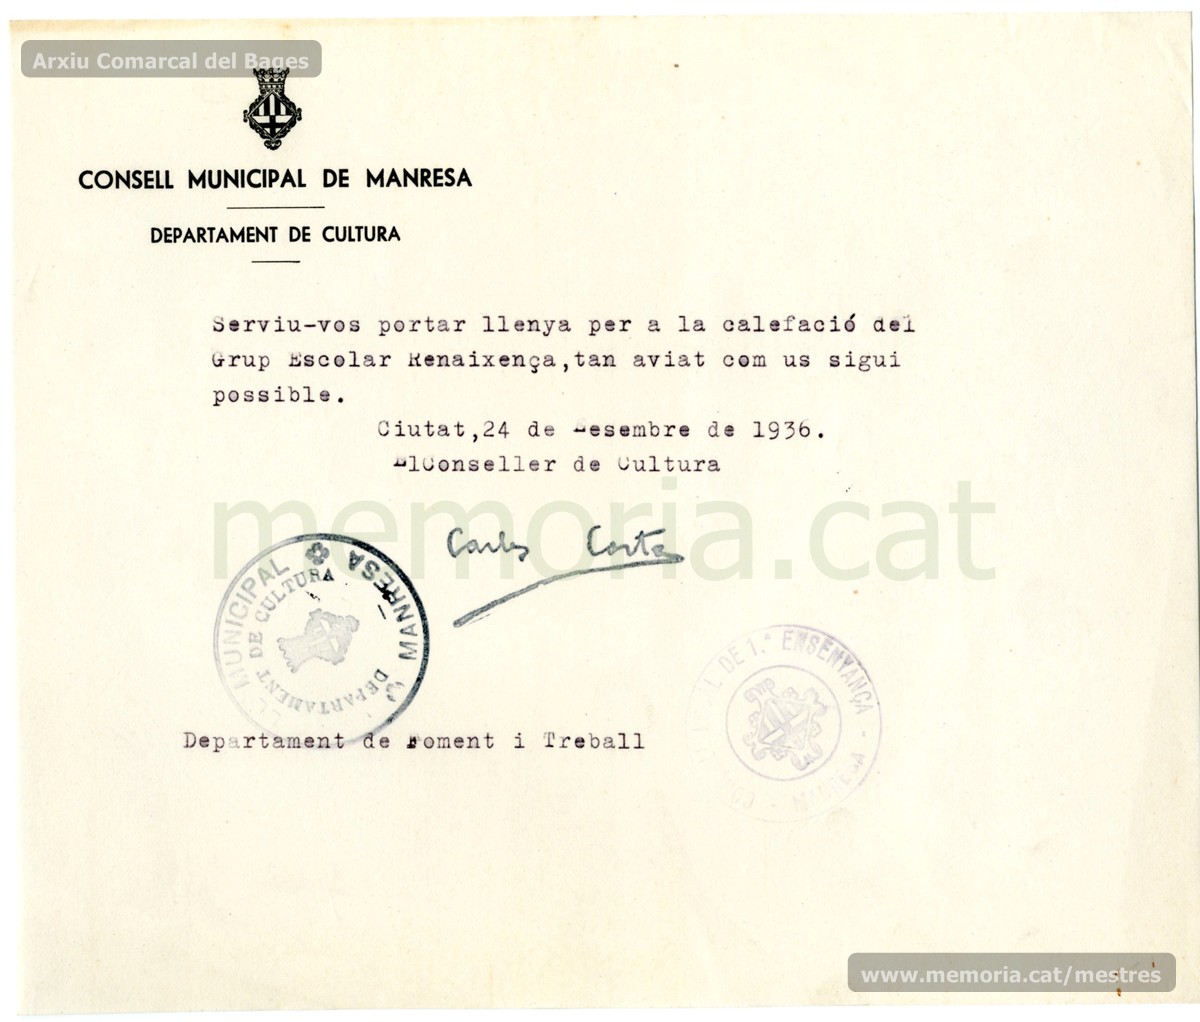 Arxiu Comarcal del Bages
CONSELL MUNICIPAL DE MANRESA
DEPARTAMENT DE CULTURA
Serviu-vos portar llenya per a la calefació del
Grup Escolar Renaixença,tan aviat com us sigui
possible.
Ciutat,24 de Desembre de 1936.
ElConseller de Cultura
memoria.cat
Carles
MUNICIPAL MANRESA
DEPARTAMENT DE CULTURA
DE 1.ª ENSENYANÇA - MANRESA -
Departament de Foment i Treball
www.memoria.cat/mestres